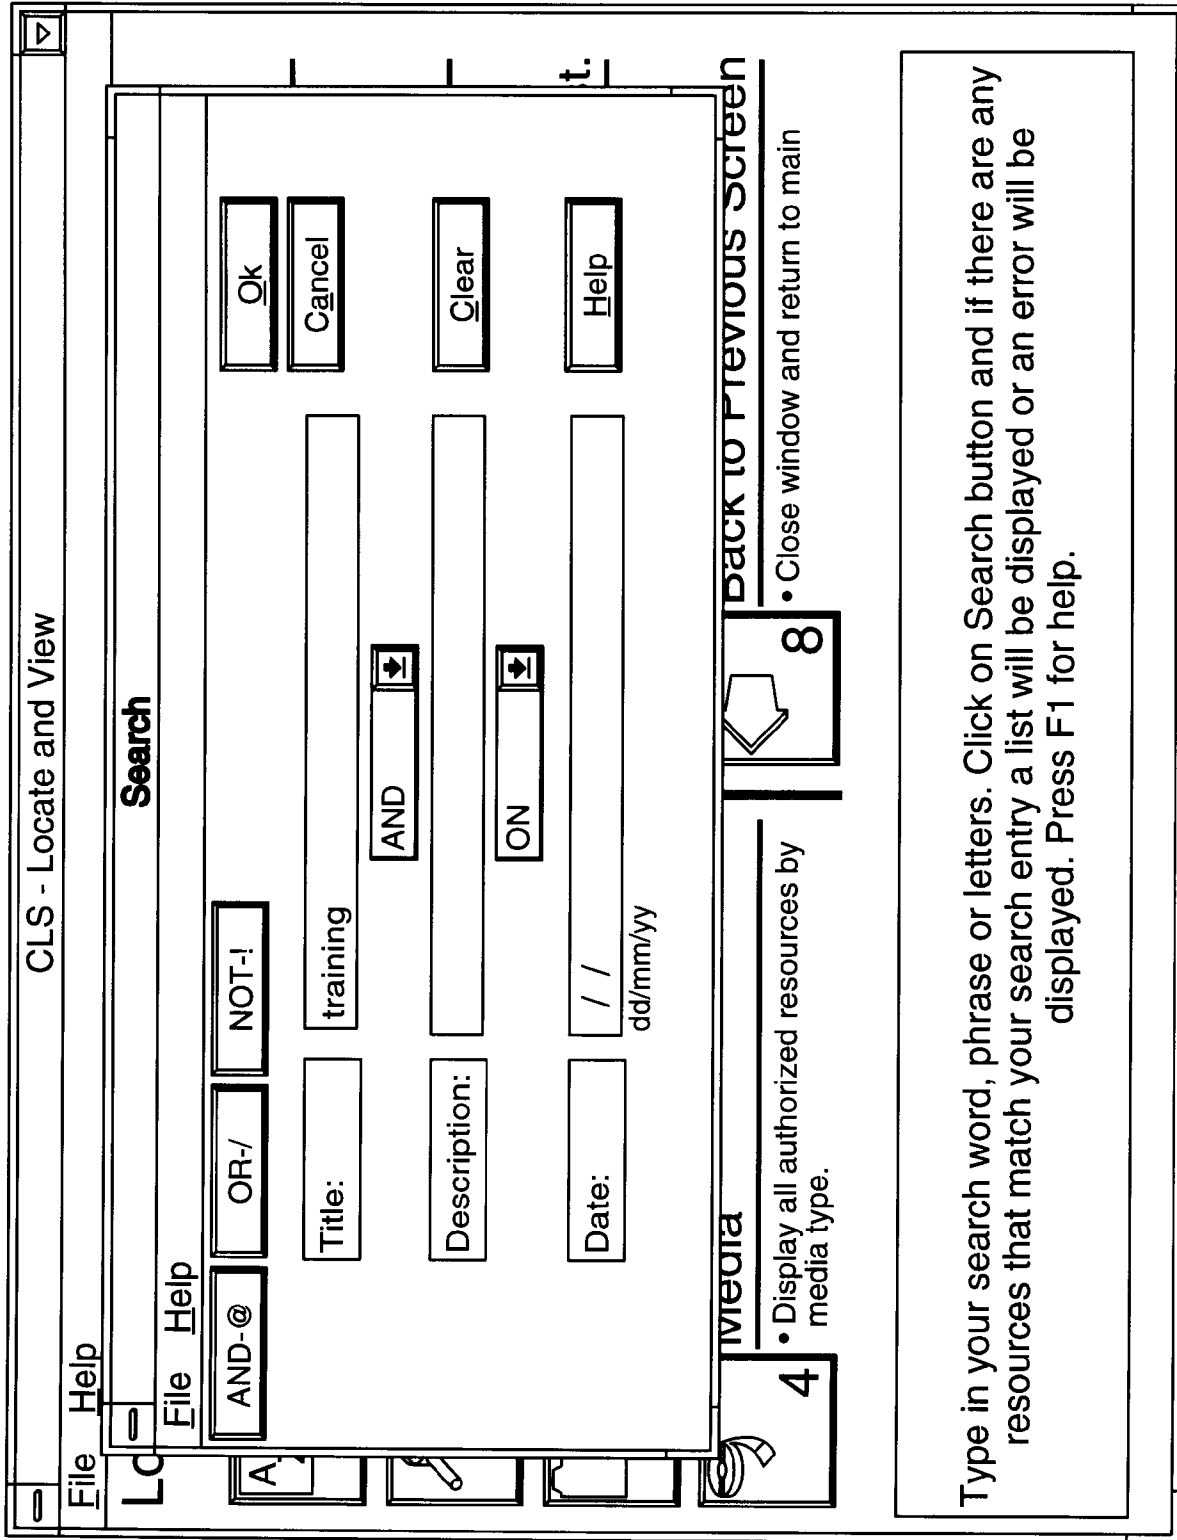 CLS - Locate and View
File Help
Search
File Help
AND-@ OR-/ NOT-!
Ok
Cancel
Title: training
AND
Description:
Clear
ON
Date: / /
dd/mm/yy
Help
st.
4
Media
• Display all authorized resources by
media type.
8
Back to Previous Screen
• Close window and return to main
Type in your search word, phrase or letters. Click on Search button and if there are any
resources that match your search entry a list will be displayed or an error will be
displayed. Press F1 for help.